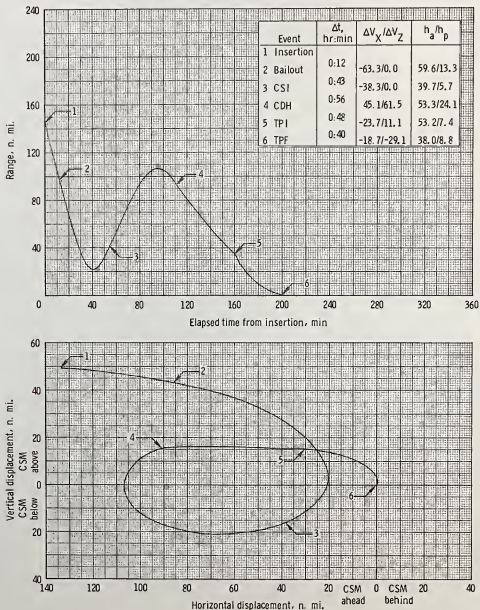 240
200
160
120
80
40
0
Range, n. mi.
Event Δt, hr:min ΔVX/ΔVZ ha/hp
1 Insertion
0:12
2 Bailout -63.3/0.0 59.6/13.3
0:43
3 CSI -38.3/0.0 39.7/5.7
0:56
4 CDH 45.1/61.5 53.3/24.1
0:48
5 TPI -23.7/11.1 53.2/7.4
0:40
6 TPF -18.7/-29.1 38.0/8.8
1
2
3
4
5
6
0 40 80 120 160 200 240 280 320 360
Elapsed time from insertion, min
60
40
20
0
20
40
Vertical displacement, n. mi.
CSM below
CSM above
1
2
4
5
6
3
140 120 100 80 60 40 20 CSM ahead 0 CSM behind 20 40
Horizontal displacement, n. mi.